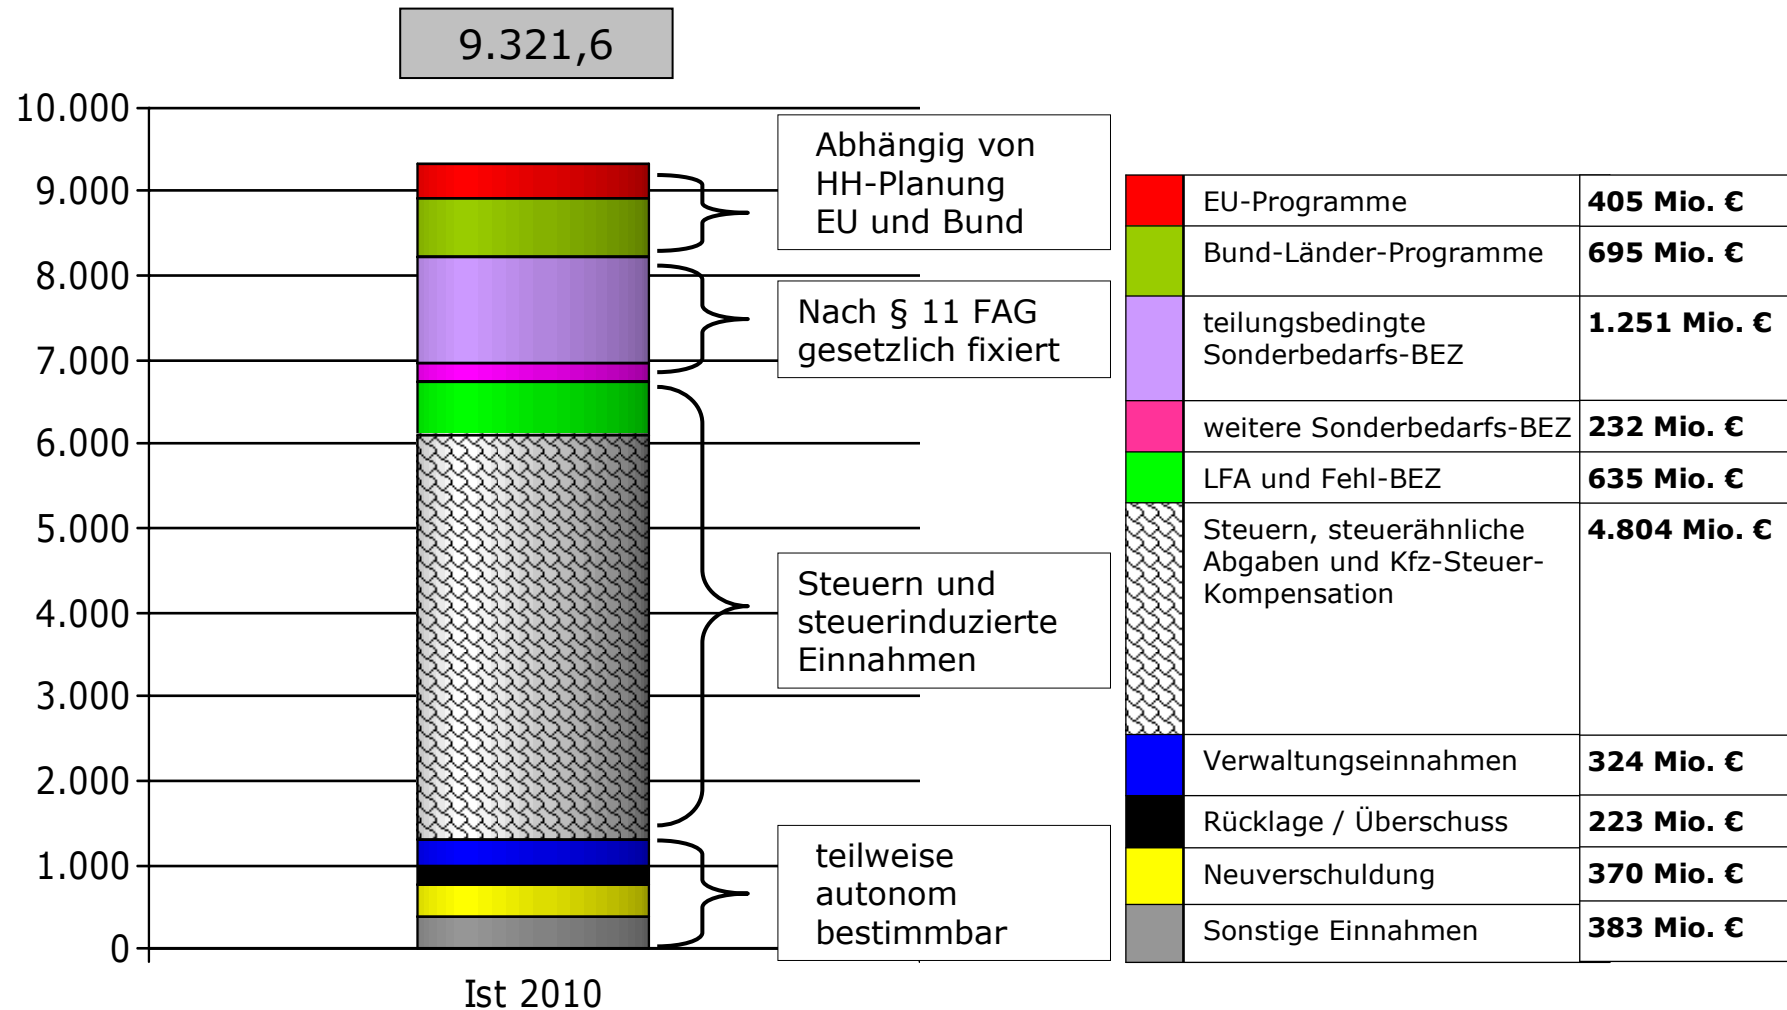 9.321,6
10.000
9.000
8.000
7.000
6.000
5.000
4.000
3.000
2.000
1.000
0
Ist 2010
Abhängig von
HH-Planung
EU und Bund
Nach § 11 FAG
gesetzlich fixiert
Steuern und
steuerinduzierte
Einnahmen
teilweise
autonom
bestimmbar
EU-Programme 405 Mio. €
Bund-Länder-Programme 695 Mio. €
teilungsbedingte 1.251 Mio. €
Sonderbedarfs-BEZ
weitere Sonderbedarfs-BEZ 232 Mio. €
LFA und Fehl-BEZ 635 Mio. €
Steuern, steuerähnliche 4.804 Mio. €
Abgaben und Kfz-Steuer-
Kompensation
Verwaltungseinnahmen 324 Mio. €
Rücklage / Überschuss 223 Mio. €
Neuverschuldung 370 Mio. €
Sonstige Einnahmen 383 Mio. €